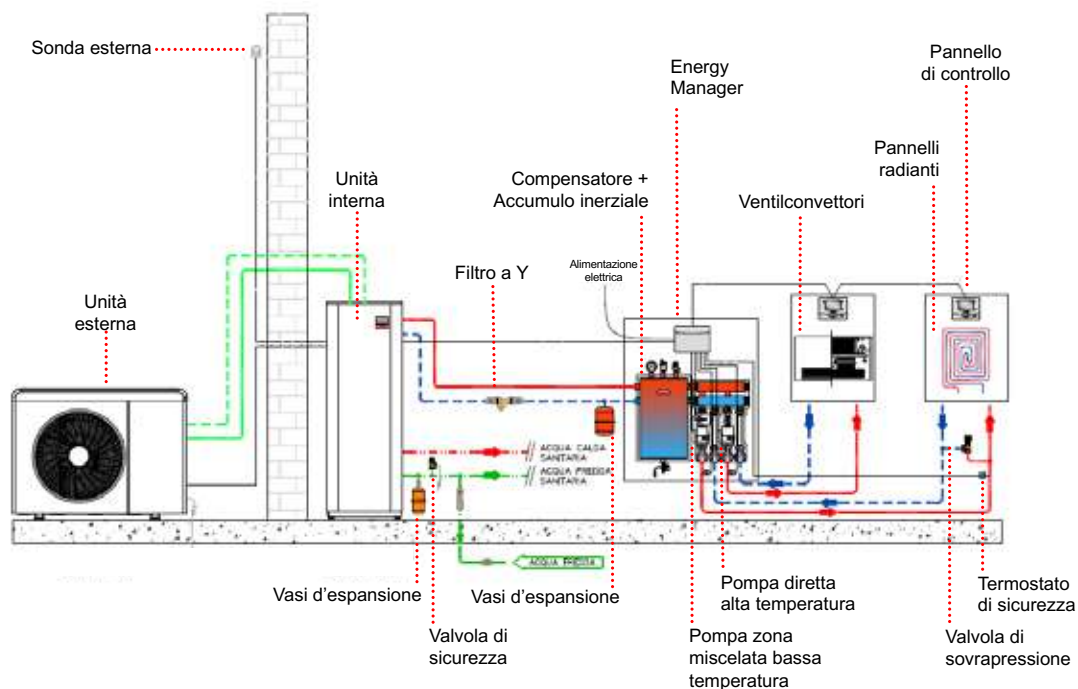 Sonda esterna
Energy
Manager
Pannello
di controllo
Pannelli
radianti
Unità
interna
Compensatore +
Accumulo inerziale
Ventilconvettori
Filtro a Y
Alimentazione
elettrica
Unità
esterna
ACQUA CALDA
SANITARIA
ACQUA FREDDA
SANITARIA
ACQUA FREDDA
Vasi d'espansione
Vasi d'espansione
Pompa diretta
alta temperatura
Termostato
di sicurezza
Valvola di
sicurezza
Pompa zona
miscelata bassa
temperatura
Valvola di
sovrapressione